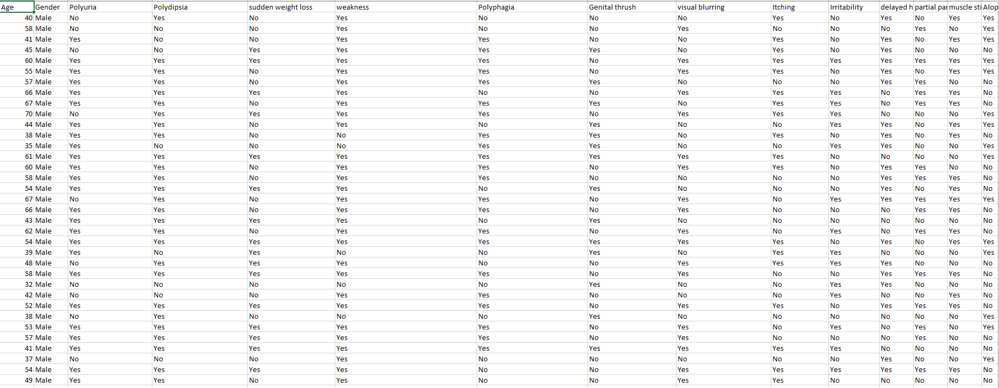 Age Gender Polyuria Polydipsia sudden weight loss weakness Polyphagia Genital thrush visual blurring Itching Irritability delayed h partial par muscle sti Alop
40 Male No Yes No Yes No No No Yes No Yes No Yes Yes
58 Male No No No Yes No No Yes No No No Yes No Yes
41 Male Yes No No Yes Yes No No Yes No Yes No Yes Yes
45 Male No No Yes Yes Yes Yes No Yes No Yes No No No
60 Male Yes Yes Yes Yes Yes No Yes Yes Yes Yes Yes Yes Yes
55 Male Yes Yes No Yes Yes No Yes Yes No Yes No Yes Yes
57 Male Yes Yes No Yes Yes Yes No No No Yes Yes No No
66 Male Yes Yes Yes Yes No No Yes Yes Yes No Yes Yes No
67 Male Yes Yes No Yes Yes Yes No Yes Yes No Yes Yes No
70 Male No Yes Yes Yes Yes No Yes Yes Yes No No No Yes
44 Male Yes Yes No Yes No Yes No No Yes Yes No Yes Yes
38 Male Yes Yes No No Yes Yes No Yes No Yes No Yes No
35 Male Yes No No No Yes Yes No No Yes Yes No No Yes
61 Male Yes Yes Yes Yes Yes Yes Yes Yes No No No No Yes
60 Male Yes Yes No Yes Yes No Yes Yes No Yes Yes No No
58 Male Yes Yes No Yes Yes No No No No Yes Yes Yes No
54 Male Yes Yes Yes Yes No Yes No No No Yes No Yes No
67 Male No Yes No Yes Yes No Yes No Yes Yes Yes Yes Yes
66 Male Yes Yes No Yes Yes No Yes No No No Yes Yes No
43 Male Yes Yes Yes Yes No Yes No No No No No No No
62 Male Yes Yes No Yes Yes No Yes No Yes No Yes Yes No
54 Male Yes Yes Yes Yes Yes Yes Yes Yes No Yes No Yes Yes
39 Male Yes No Yes No No Yes No Yes Yes No No No Yes
48 Male No Yes Yes Yes No No Yes Yes Yes Yes No No No
58 Male Yes Yes Yes Yes Yes No Yes No No Yes Yes Yes No
32 Male No No No No No Yes No No Yes Yes No No No
42 Male No No No Yes Yes No No No Yes No No Yes No
52 Male Yes Yes Yes Yes Yes No Yes Yes No Yes Yes Yes No
38 Male No Yes No No No Yes No No No No No No Yes
53 Male Yes Yes Yes Yes Yes No Yes No Yes No Yes No Yes
57 Male Yes Yes Yes Yes Yes No Yes No No No Yes No No
41 Male Yes Yes Yes Yes Yes Yes Yes Yes Yes No No No No
37 Male No No No Yes No No No No No Yes No No Yes
54 Male Yes Yes Yes Yes No No Yes Yes Yes Yes Yes Yes No
49 Male Yes Yes No Yes No No Yes Yes No No No No No